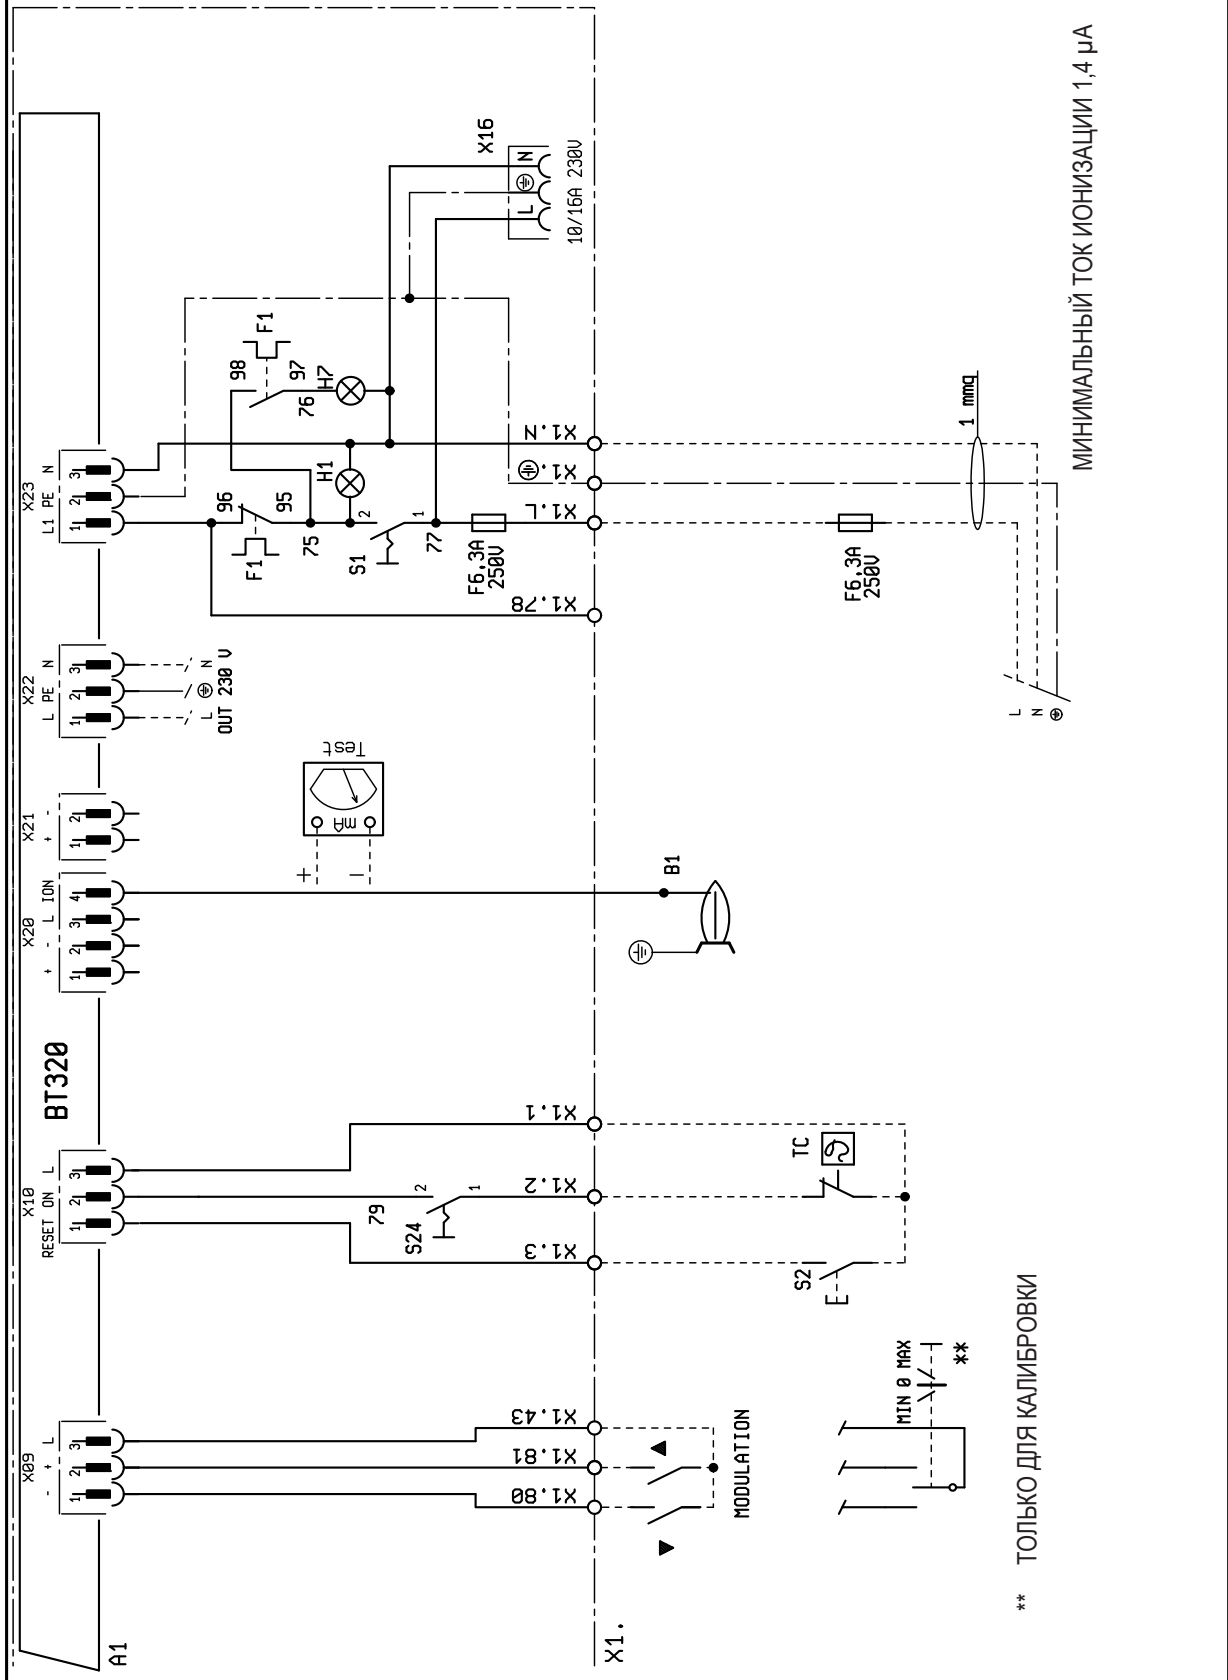 A1
BT320
X09
- + L
1 2 3
X10
RESET ON L
1 2 3
X20
+ - L ION
1 2 3 4
X21
+ -
1 2
X22
L PE N
1 2 3
X23
L1 PE N
1 2 3
L N
OUT 230 V
Test
mA
+ -
F1
96
95
98
97
F1
76
H7
75
H1
S1
2
1
77
F6,3A
250V
X16
L N
10/16A 230V
79
S24
2
1
X1.
X1.80
X1.81
X1.43
X1.3
X1.2
X1.1
X1.78
X1.L
X1.
X1.N
B1
MODULATION
S2
TC
MIN 0 MAX
**
F6,3A
250V
1 mmq
L
N
** ТОЛЬКО ДЛЯ КАЛИБРОВКИ
МИНИМАЛЬНЫЙ ТОК ИОНИЗАЦИИ 1,4 µA